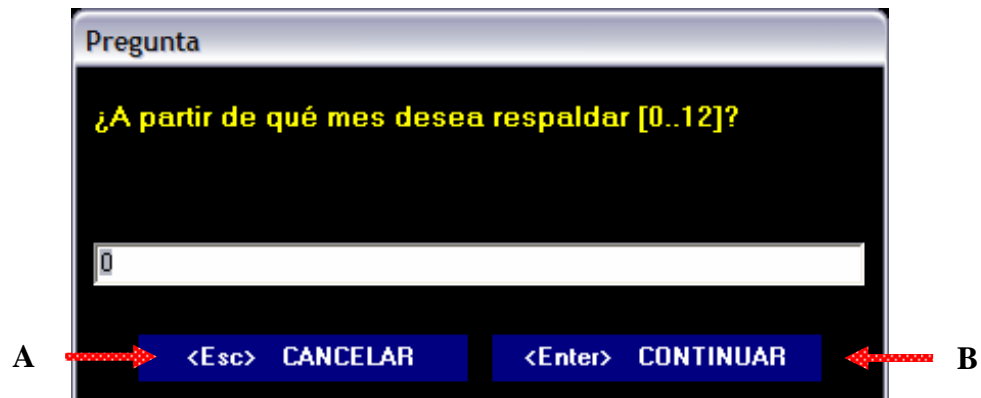 Pregunta
¿A partir de qué mes desea respaldar [0..12]?
0
A <Esc> CANCELAR <Enter> CONTINUAR B